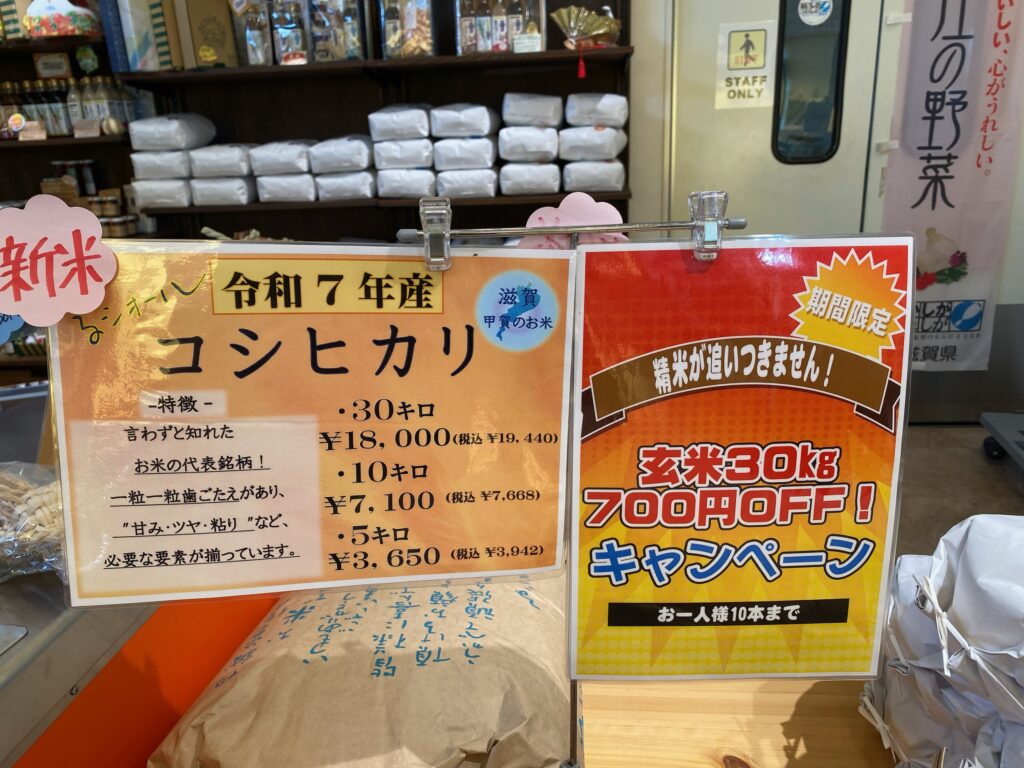 STAFF
ONLY
江の野菜
おいしい、心がうれしい。
滋賀県
新米
令和7年産
コシヒカリ
滋賀
甲賀のお米
-特徴-
言わずと知れた
お米の代表銘柄！
一粒一粒歯ごたえがあり、
"甘み・ツヤ・粘り"など、
必要な要素が揃っています。
・30キロ
¥18,000(税込 ¥19,440)
・10キロ
¥7,100 (税込 ¥7,668)
・5キロ
¥3,650 (税込 ¥3,942)
期間限定
精米が追いつきません！
玄米30kg
700円OFF！
キャンペーン
お一人様10本まで